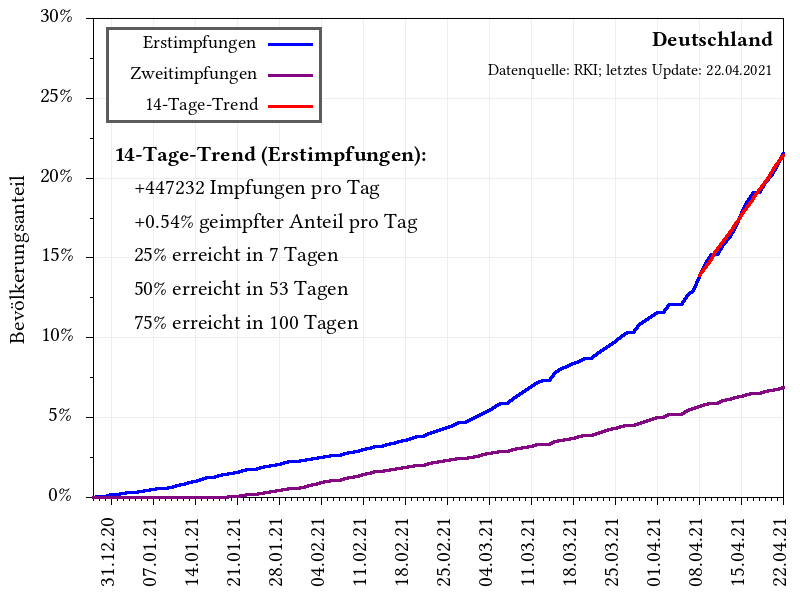 30%
25%
20%
15%
10%
5%
0%
Bevölkerungsanteil
Erstimpfungen
Zweitimpfungen
14-Tage-Trend
Deutschland
Datenquelle: RKI; letztes Update: 22.04.2021
14-Tage-Trend (Erstimpfungen):
+447232 Impfungen pro Tag
+0.54% geimpfter Anteil pro Tag
25% erreicht in 7 Tagen
50% erreicht in 53 Tagen
75% erreicht in 100 Tagen
31.12.20
07.01.21
14.01.21
21.01.21
28.01.21
04.02.21
11.02.21
18.02.21
25.02.21
04.03.21
11.03.21
18.03.21
25.03.21
01.04.21
08.04.21
15.04.21
22.04.21